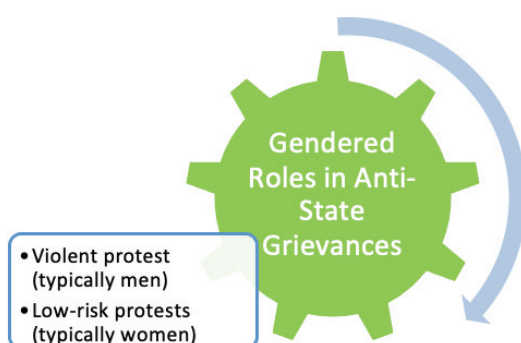 Gendered
Roles in Anti-
State
Grievances
• Violent protest
(typically men)
• Low-risk protests
(typically women)